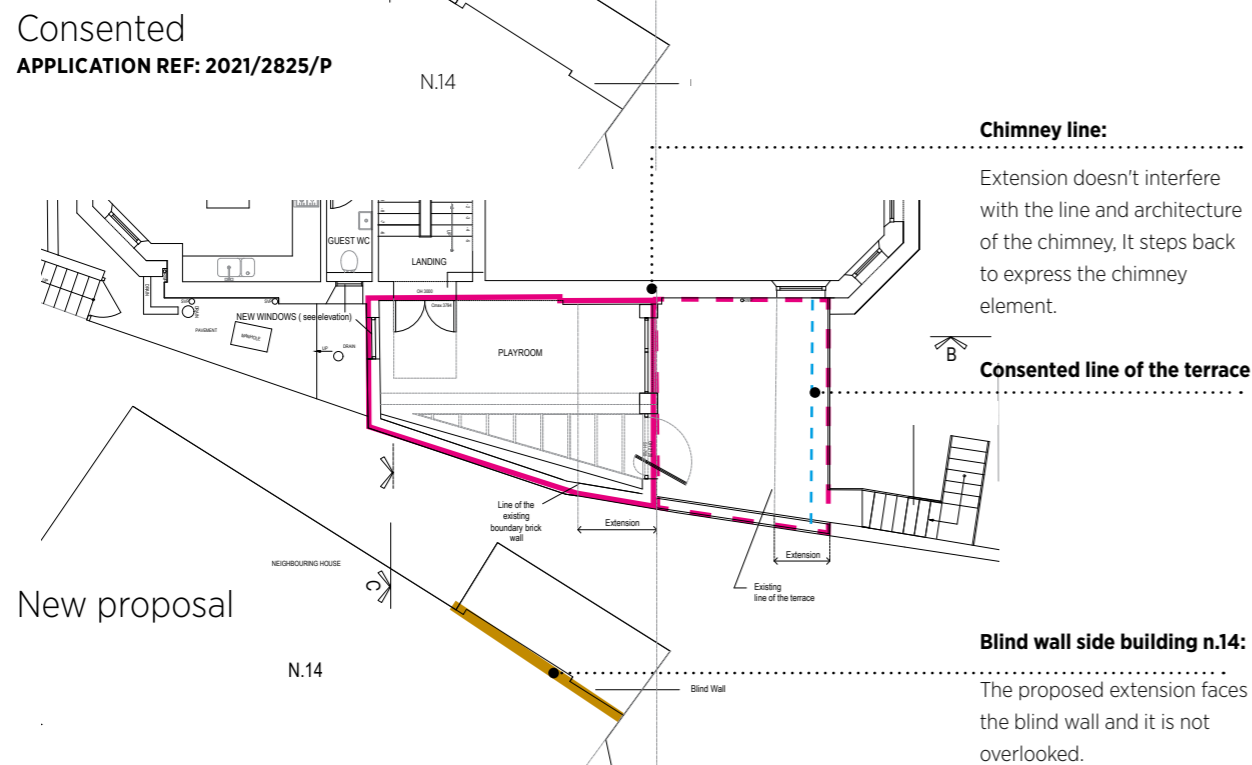 Consented
APPLICATION REF: 2021/2825/P
N.14
Chimney line:
Extension doesn't interfere
with the line and architecture
of the chimney, It steps back
to express the chimney
element.
GUEST WC
LANDING
NEW WINDOWS ( see elevation)
PAVEMENT
MANHOLE
UP
DRAIN
PLAYROOM
B
Consented line of the terrace
Line of the
existing
boundary brick
wall
Extension
Extension
Existing
line of the terrace
NEIGHBOURING HOUSE
C
New proposal
N.14
Blind Wall
Blind wall side building n.14:
The proposed extension faces
the blind wall and it is not
overlooked.